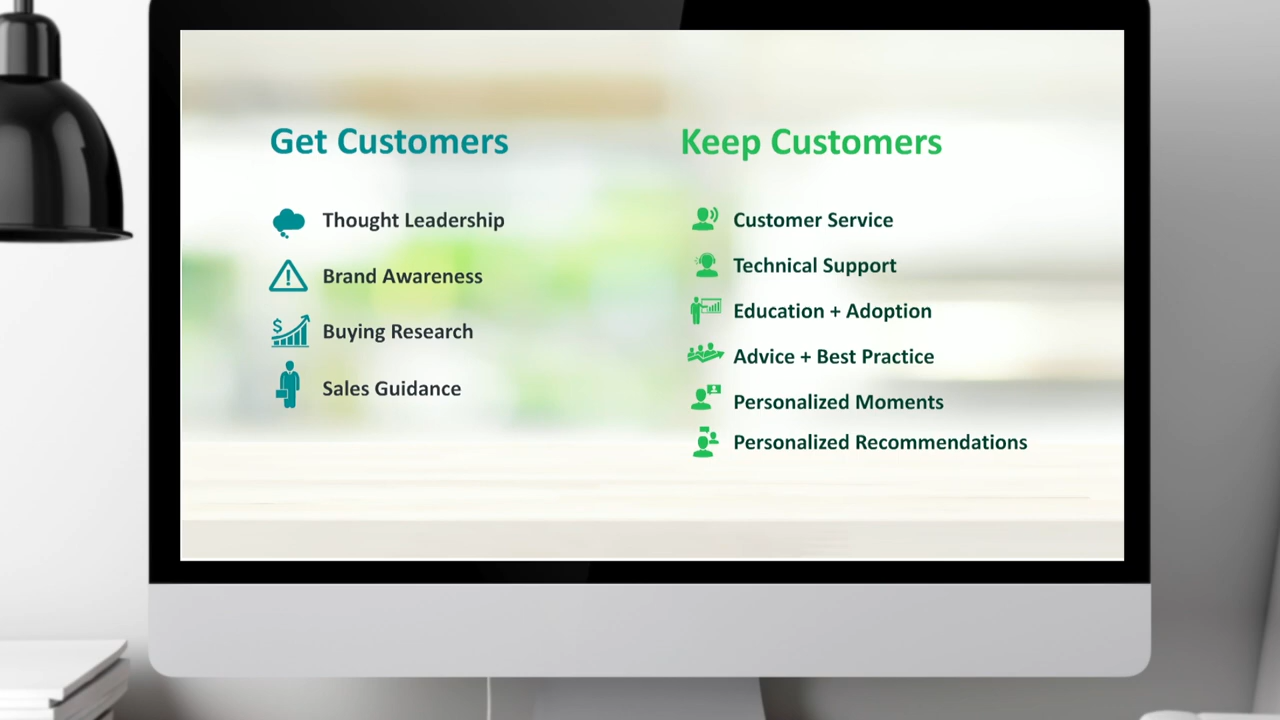 Get Customers
Thought Leadership
Brand Awareness
Buying Research
Sales Guidance
Keep Customers
Customer Service
Technical Support
Education + Adoption
Advice + Best Practice
Personalized Moments
Personalized Recommendations